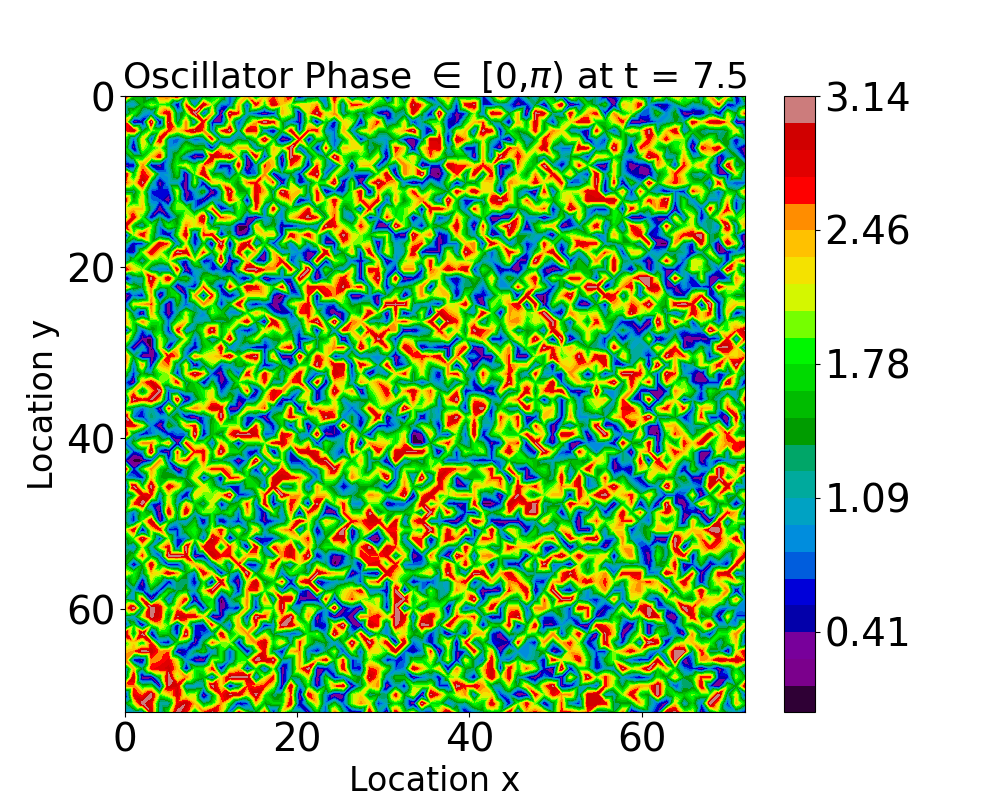 Oscillator Phase ∈ [0,π) at t = 7.5
0
20
40
60
Location y
0 20 40 60
Location x
3.14
2.46
1.78
1.09
0.41